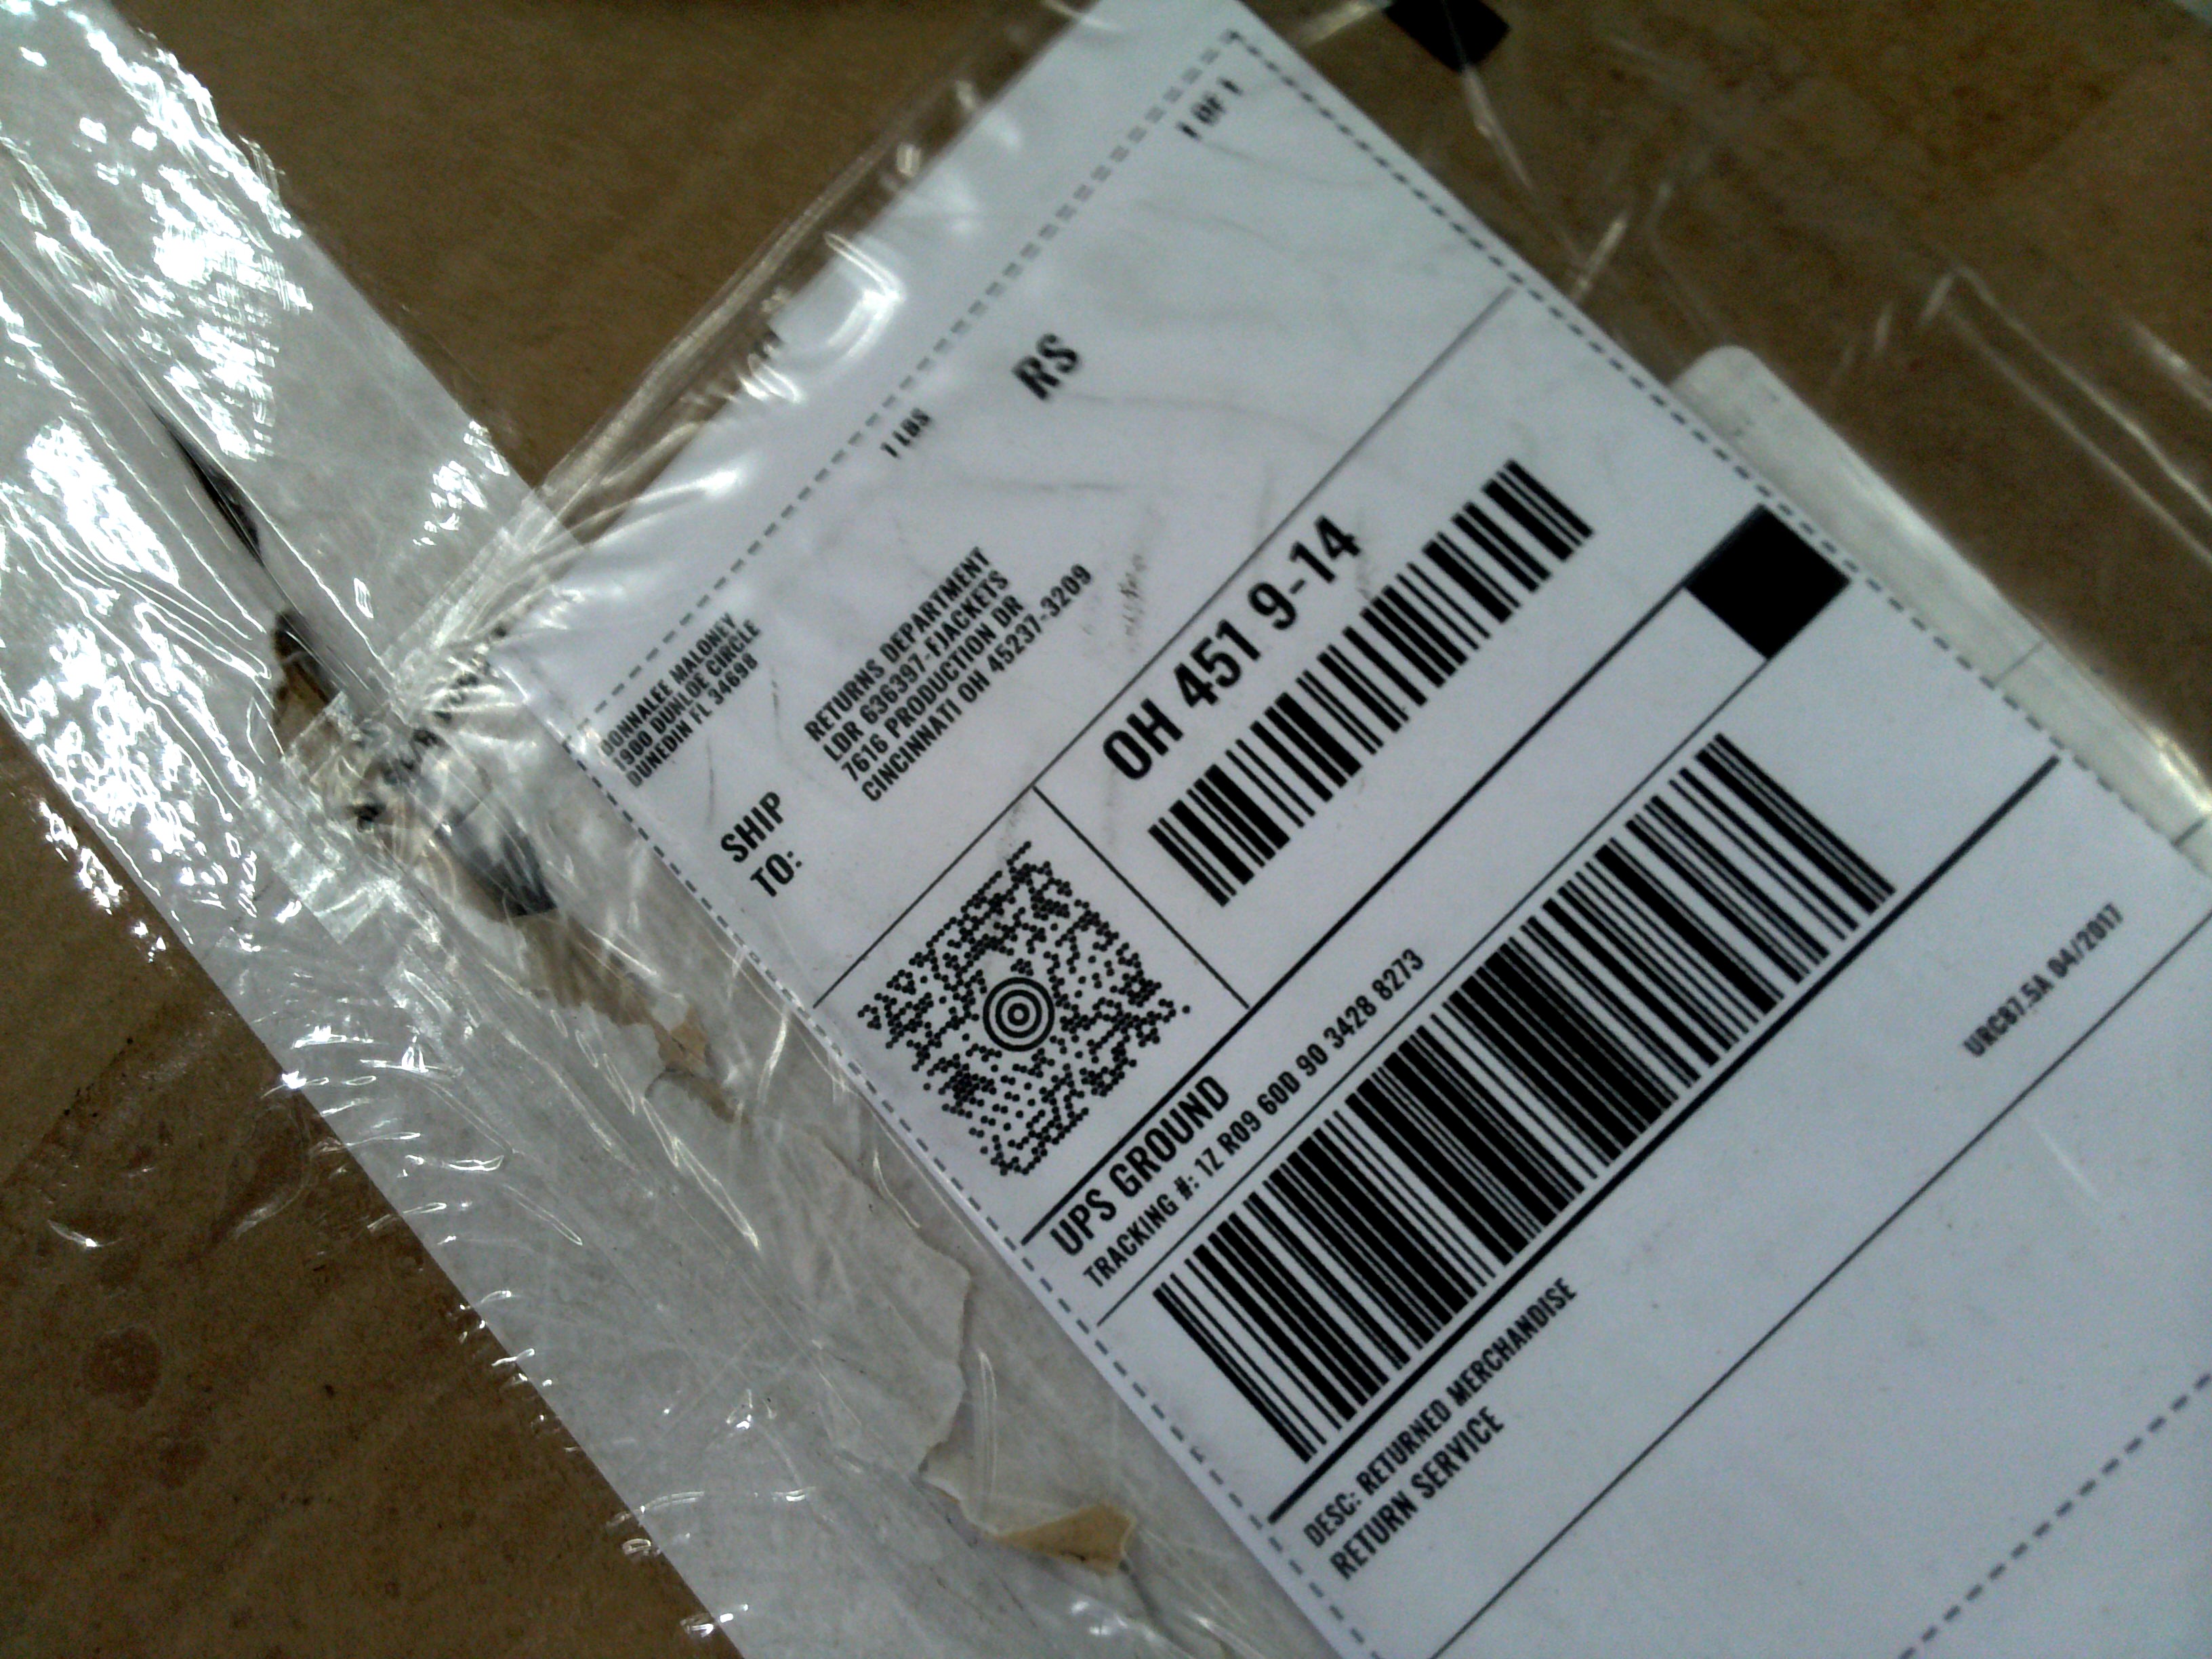 1 OF 1
1 LBS
RS
DONNALEE MALONEY
1900 DUNLOE CIRCLE
DUNEDIN FL 34698
SHIP
TO:
RETURNS DEPARTMENT
LDR 636397-FJACKETS
7616 PRODUCTION DR
CINCINNATI OH 45237-3209
OH 451 9-14
UPS GROUND
TRACKING #: 1Z R09 60D 90 3428 8273
DESC: RETURNED MERCHANDISE
RETURN SERVICE
URC87.5A 04/2017